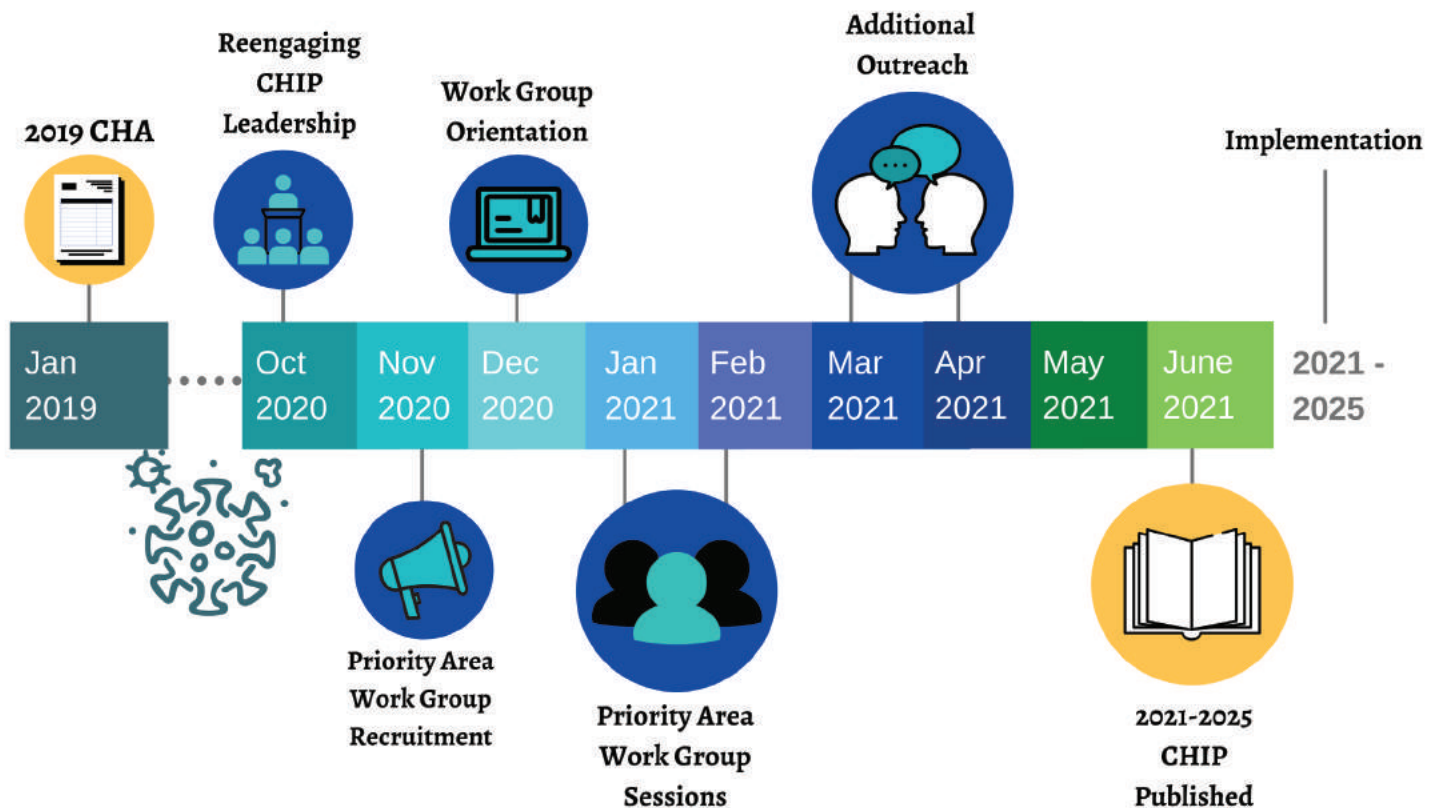 2019 CHA
Reengaging
CHIP
Leadership
Work Group
Orientation
Additional
Outreach
Implementation
Jan
2019
Oct
2020
Nov
2020
Dec
2020
Jan
2021
Feb
2021
Mar
2021
Apr
2021
May
2021
June
2021
2021 -
2025
Priority Area
Work Group
Recruitment
Priority Area
Work Group
Sessions
2021-2025
CHIP
Published